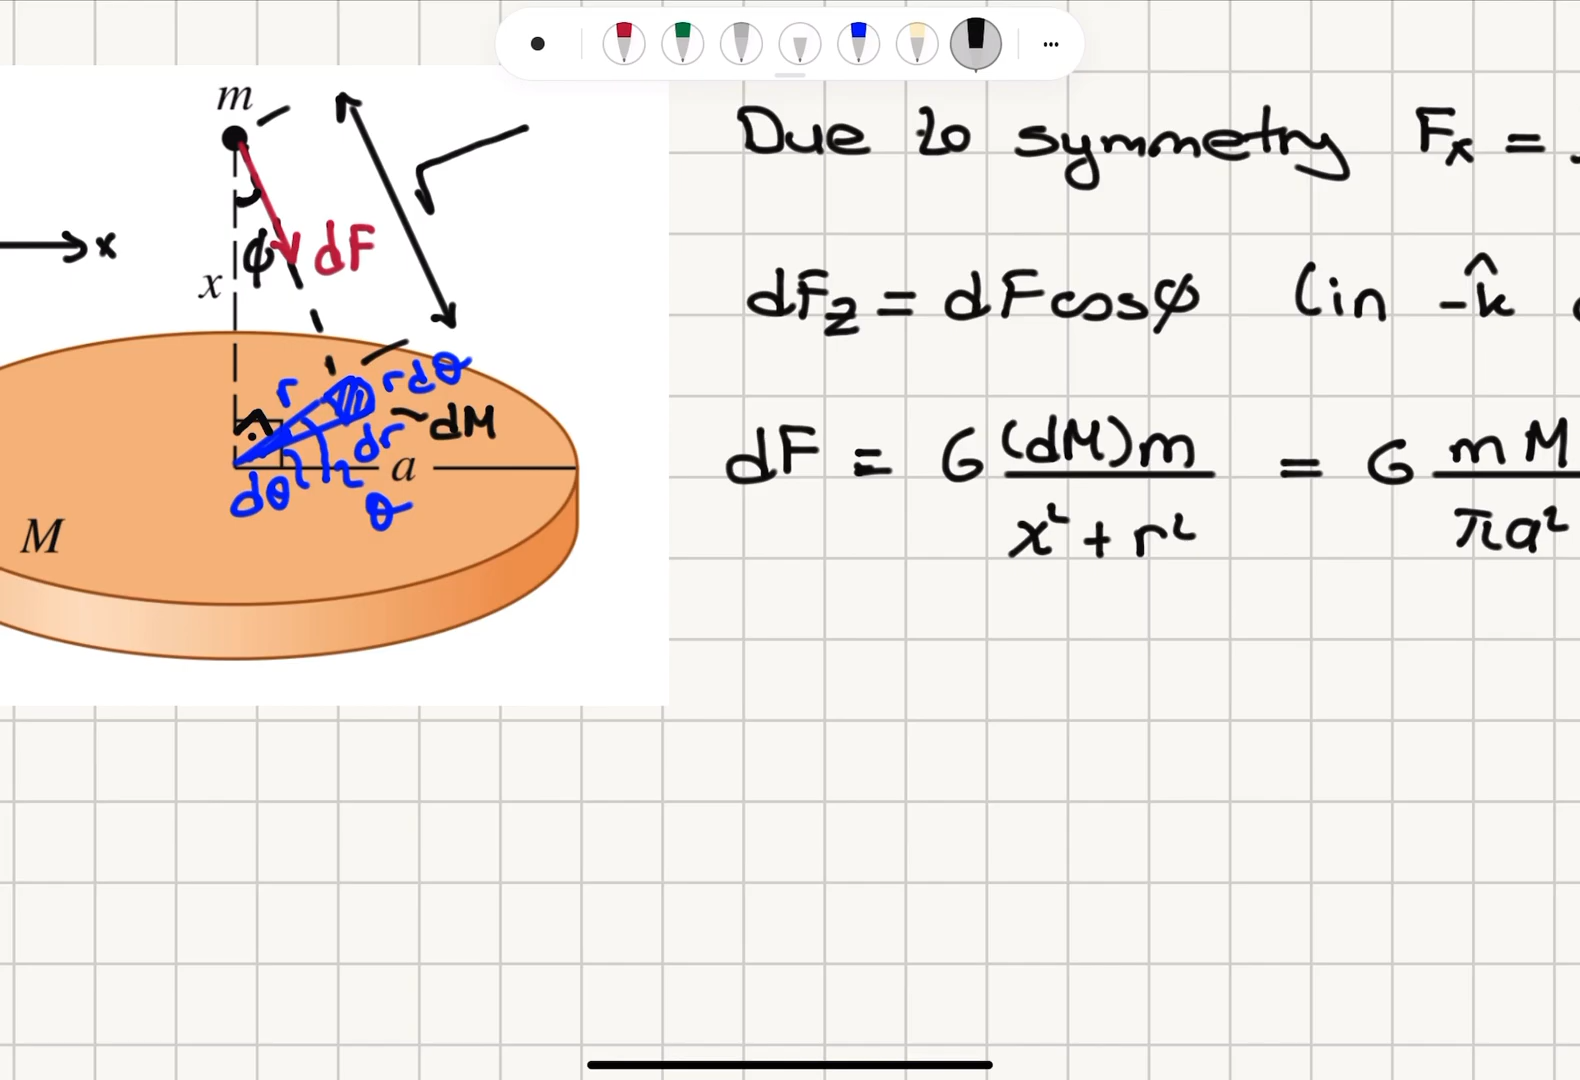 m
x
ϕ
dF
x
r
rdθ
dr
dM
dθ
a
θ
M
Due to symmetry Fx =
dFz = dF cosϕ (in -k̂
dF = G (dM)m / x² + r² = G mM / πa²